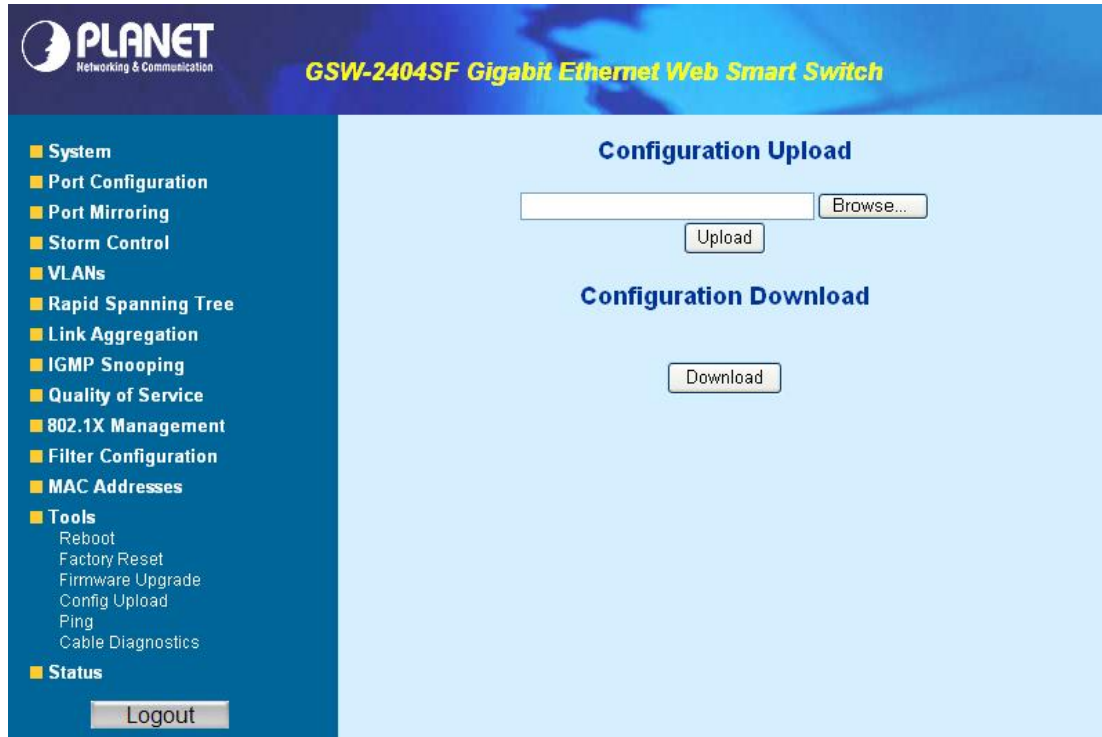 PLANET
Networking & Communication
GSW-2404SF Gigabit Ethernet Web Smart Switch
System
Port Configuration
Port Mirroring
Storm Control
VLANs
Rapid Spanning Tree
Link Aggregation
IGMP Snooping
Quality of Service
802.1X Management
Filter Configuration
MAC Addresses
Tools
Reboot
Factory Reset
Firmware Upgrade
Config Upload
Ping
Cable Diagnostics
Status
Logout
Configuration Upload
Browse...
Upload
Configuration Download
Download